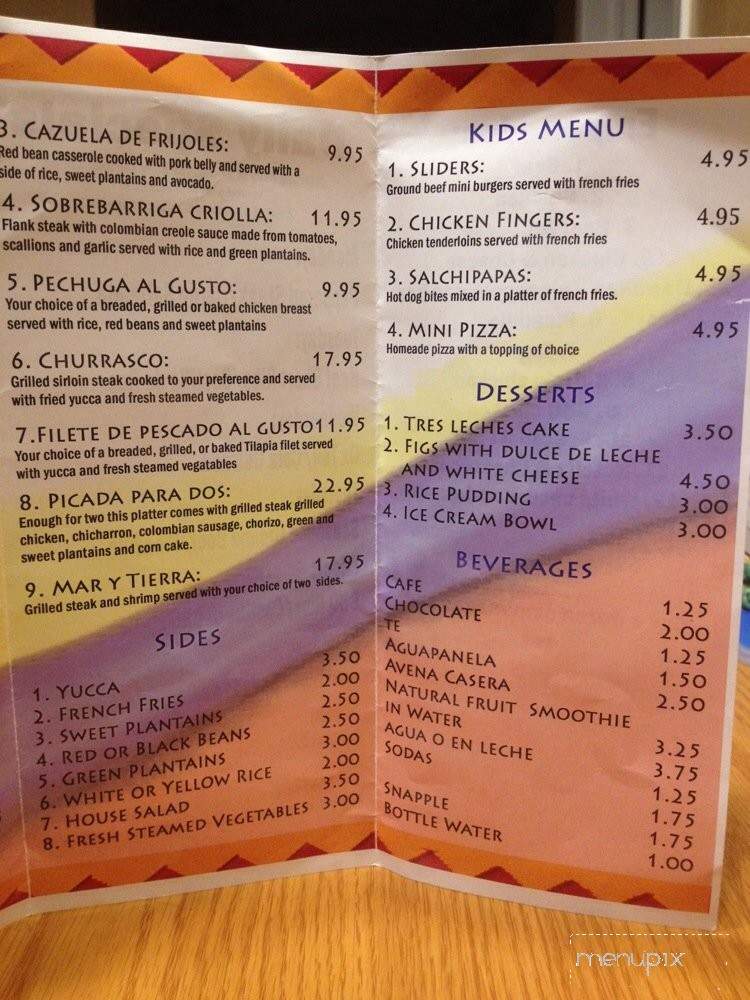 3. CAZUELA DE FRIJOLES: 9.95
Red bean casserole cooked with pork belly and served with a
side of rice, sweet plantains and avocado.
4. SOBREBARRIGA CRIOLLA: 11.95
Flank steak with colombian creole sauce made from tomatoes,
scallions and garlic served with rice and green plantains.
5. PECHUGA AL GUSTO: 9.95
Your choice of a breaded, grilled or baked chicken breast
served with rice, red beans and sweet plantains
6. CHURRASCO: 17.95
Grilled sirloin steak cooked to your preference and served
with fried yucca and fresh steamed vegetables.
7.FILETE DE PESCADO AL GUSTO 11.95
Your choice of a breaded, grilled, or baked Tilapia filet served
with yucca and fresh steamed vegatables
8. PICADA PARA DOS: 22.95
Enough for two this platter comes with grilled steak grilled
chicken, chicharron, colombian sausage, chorizo, green and
sweet plantains and corn cake.
9. MAR Y TIERRA: 17.95
Grilled steak and shrimp served with your choice of two sides.
SIDES
1. YUCCA 3.50
2. FRENCH FRIES 2.00
3. SWEET PLANTAINS 2.50
4. RED OR BLACK BEANS 2.50
5. GREEN PLANTAINS 3.00
6. WHITE OR YELLOW RICE 2.00
7. HOUSE SALAD 3.50
8. FRESH STEAMED VEGETABLES 3.00
KIDS MENU
1. SLIDERS: 4.95
Ground beef mini burgers served with french fries
2. CHICKEN FINGERS: 4.95
Chicken tenderloins served with french fries
3. SALCHIPAPAS: 4.95
Hot dog bites mixed in a platter of french fries.
4. MINI PIZZA: 4.95
Homeade pizza with a topping of choice
DESSERTS
1. TRES LECHES CAKE 3.50
2. FIGS WITH DULCE DE LECHE
AND WHITE CHEESE 4.50
3. RICE PUDDING 3.00
4. ICE CREAM BOWL 3.00
BEVERAGES
CAFE 1.25
CHOCOLATE 2.00
TE 1.25
AGUAPANELA 1.50
AVENA CASERA 2.50
NATURAL FRUIT SMOOTHIE
IN WATER 3.25
AGUA O EN LECHE 3.75
SODAS 1.25
1.75
SNAPPLE 1.75
BOTTLE WATER 1.00
menupix